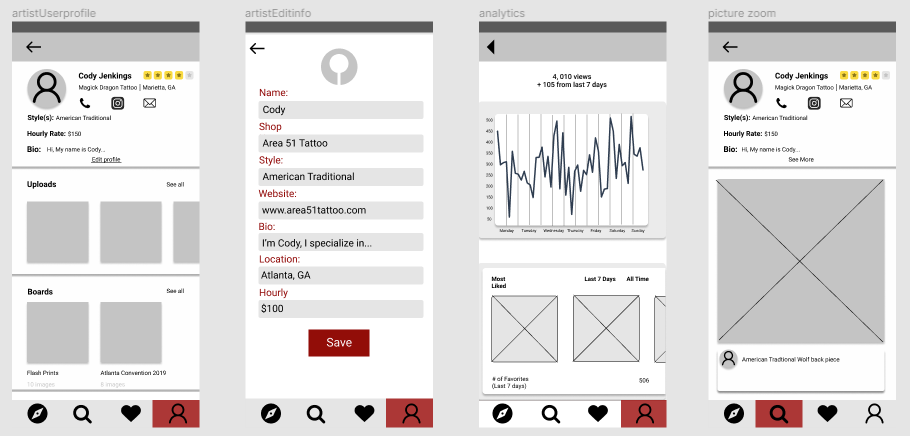 artistUserprofile
Cody Jenkings
Magick Dragon Tattoo | Marietta, GA
Style(s): American Traditional
Hourly Rate: $150
Bio: Hi, My name is Cody...
Edit profile
Uploads
See all
Boards
See all
Flash Prints
10 images
Atlanta Convention 2019
6 images
artistEditinfo
Name:
Cody
Shop
Area 51 Tattoo
Style:
American Traditional
Website:
www.area51tattoo.com
Bio:
I'm Cody, I specialize in...
Location:
Atlanta, GA
Hourly
$100
Save
analytics
4, 010 views
+ 105 from last 7 days
500
450
400
350
300
250
200
150
100
50
Monday
Tuesday
Wednesday
Thursday
Friday
Saturday
Sunday
Most
Liked
Last 7 Days
All Time
# of Favorites
(Last 7 days)
506
picture zoom
Cody Jenkings
Magick Dragon Tattoo | Marietta, GA
Style(s): American Traditional
Hourly Rate: $150
Bio: Hi, My name is Cody...
See More
American Tradtional Wolf back piece